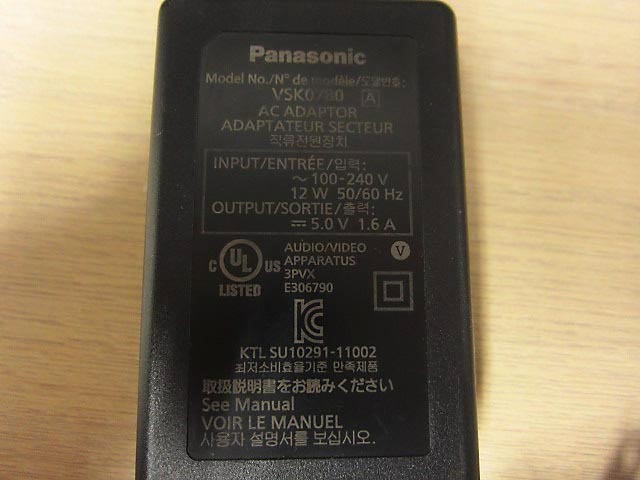 Panasonic
Model No./N° de modèle/모델번호:
VSK0780 A
AC ADAPTOR
ADAPTATEUR SECTEUR
직류전원장치
INPUT/ENTRÉE/입력:
～ 100-240 V
12 W 50/60 Hz
OUTPUT/SORTIE/출력:
⎓ 5.0 V 1.6 A
C UL US
LISTED
AUDIO/VIDEO
APPARATUS
3PVX
E306790
V
KC
KTL SU10291-11002
최저소비효율기준 만족제품
取扱説明書をお読みください
See Manual
VOIR LE MANUEL
사용자 설명서를 보십시오.